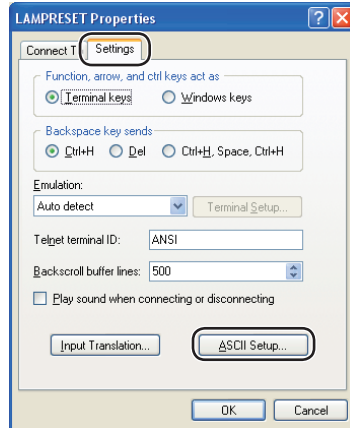 LAMPRESET Properties
Connect T Settings
Function, arrow, and ctrl keys act as
Terminal keys Windows keys
Backspace key sends
Ctrl+H Del Ctrl+H, Space, Ctrl+H
Emulation:
Auto detect Terminal Setup...
Telnet terminal ID: ANSI
Backscroll buffer lines: 500
Play sound when connecting or disconnecting
Input Translation... ASCII Setup...
OK Cancel